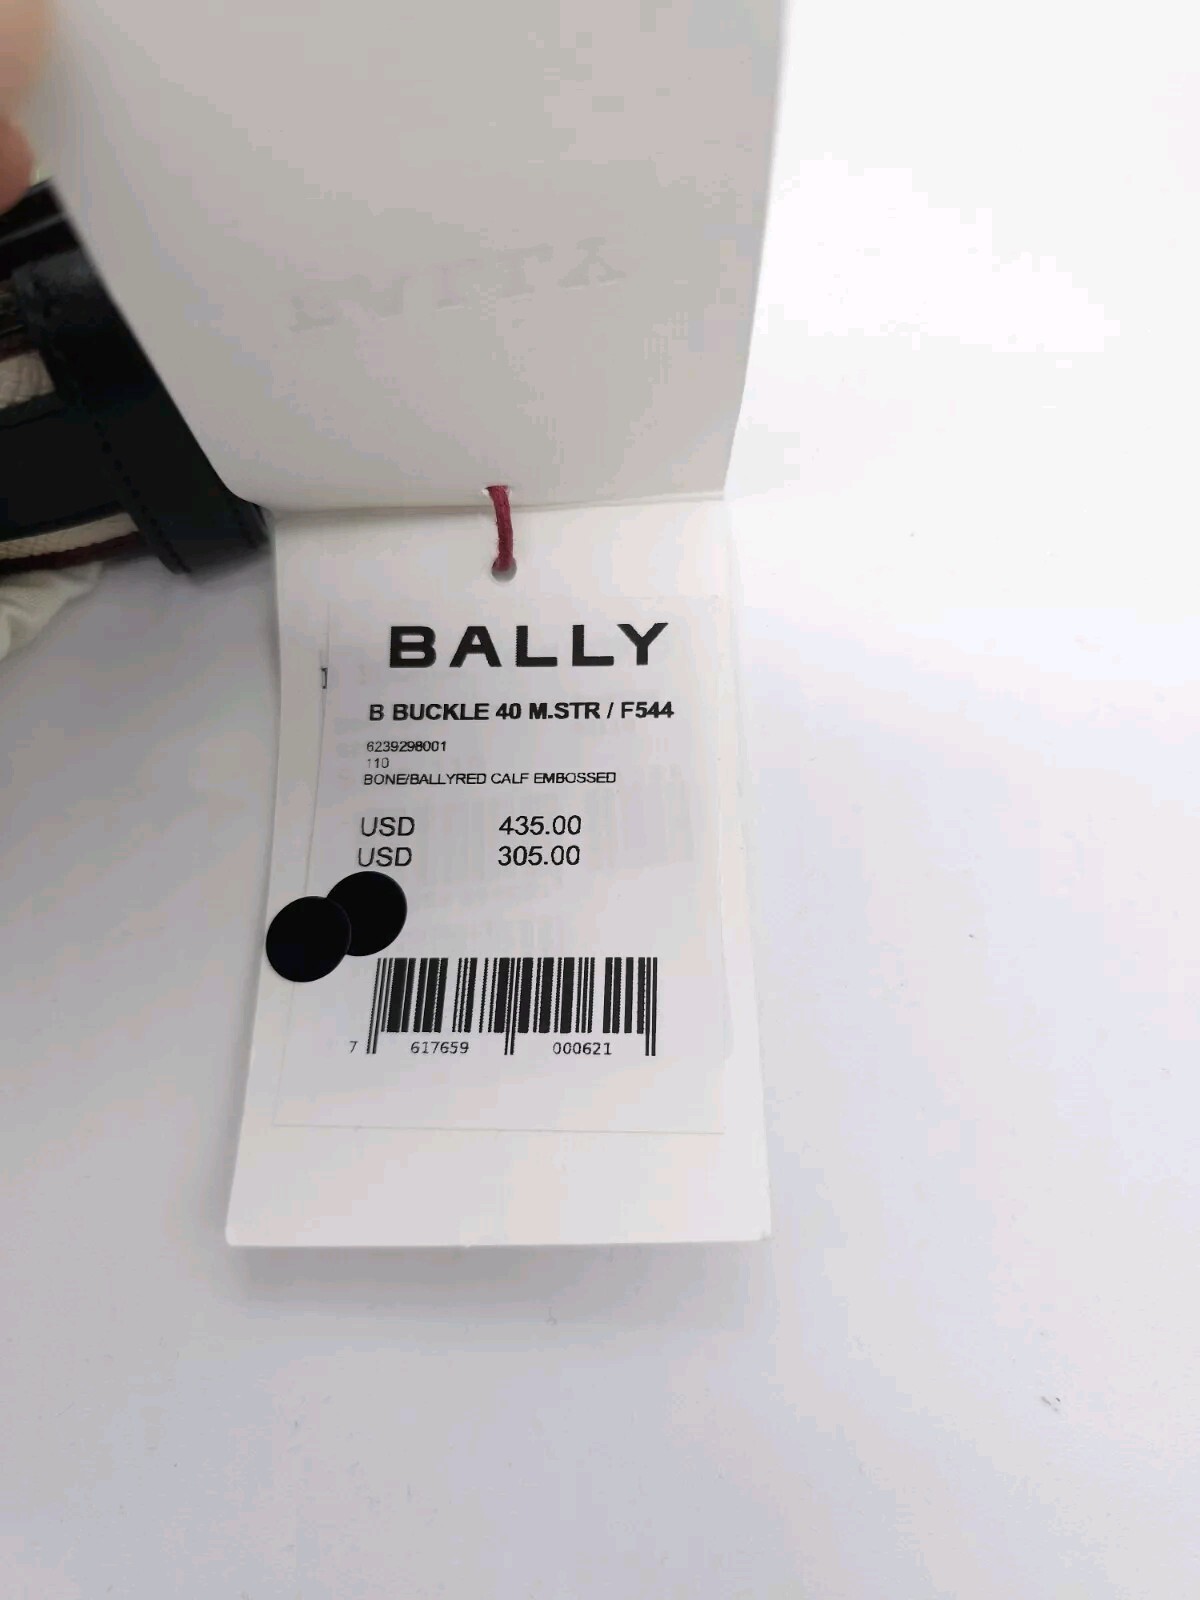 BALLY
B BUCKLE 40 M.STR / F544
6239298001
110
BONE/BALLYRED CALF EMBOSSED
USD 435.00
USD 305.00
7 617659 000621